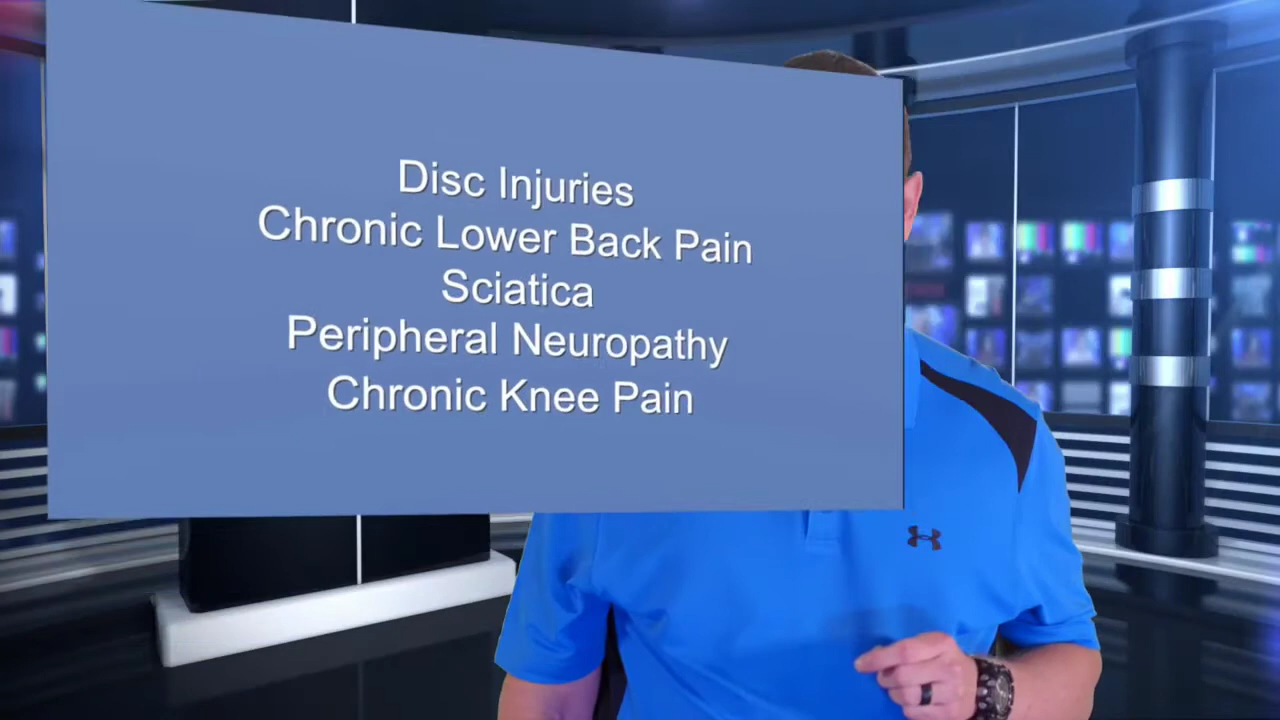 Disc Injuries
Chronic Lower Back Pain
Sciatica
Peripheral Neuropathy
Chronic Knee Pain